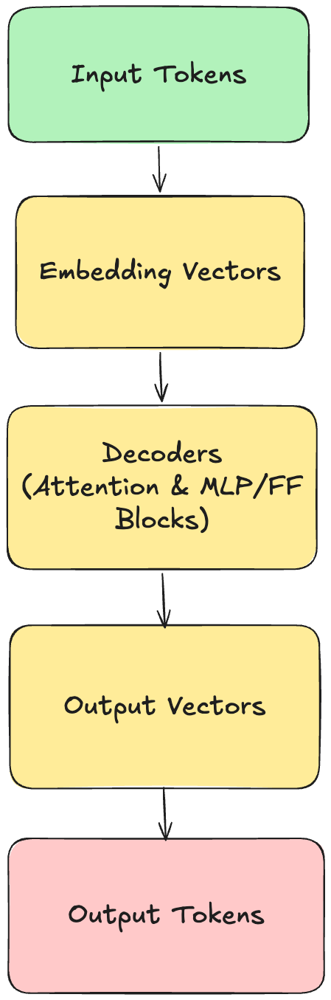 Input Tokens
Embedding Vectors
Decoders
(Attention & MLP/FF
Blocks)
Output Vectors
Output Tokens